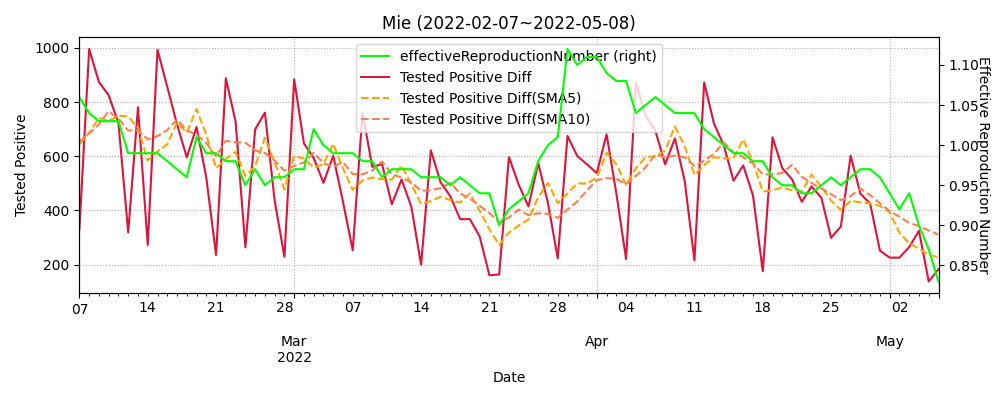 Mie (2022-02-07~2022-05-08)
effectiveReproductionNumber (right)
Tested Positive Diff
Tested Positive Diff(SMA5)
Tested Positive Diff(SMA10)
Tested Positive
1000
800
600
400
200
Effective Reproduction Number
1.10
1.05
1.00
0.95
0.90
0.85
07 14 21 28 07 14 21 28 04 11 18 25 02
Mar Apr May
2022
Date